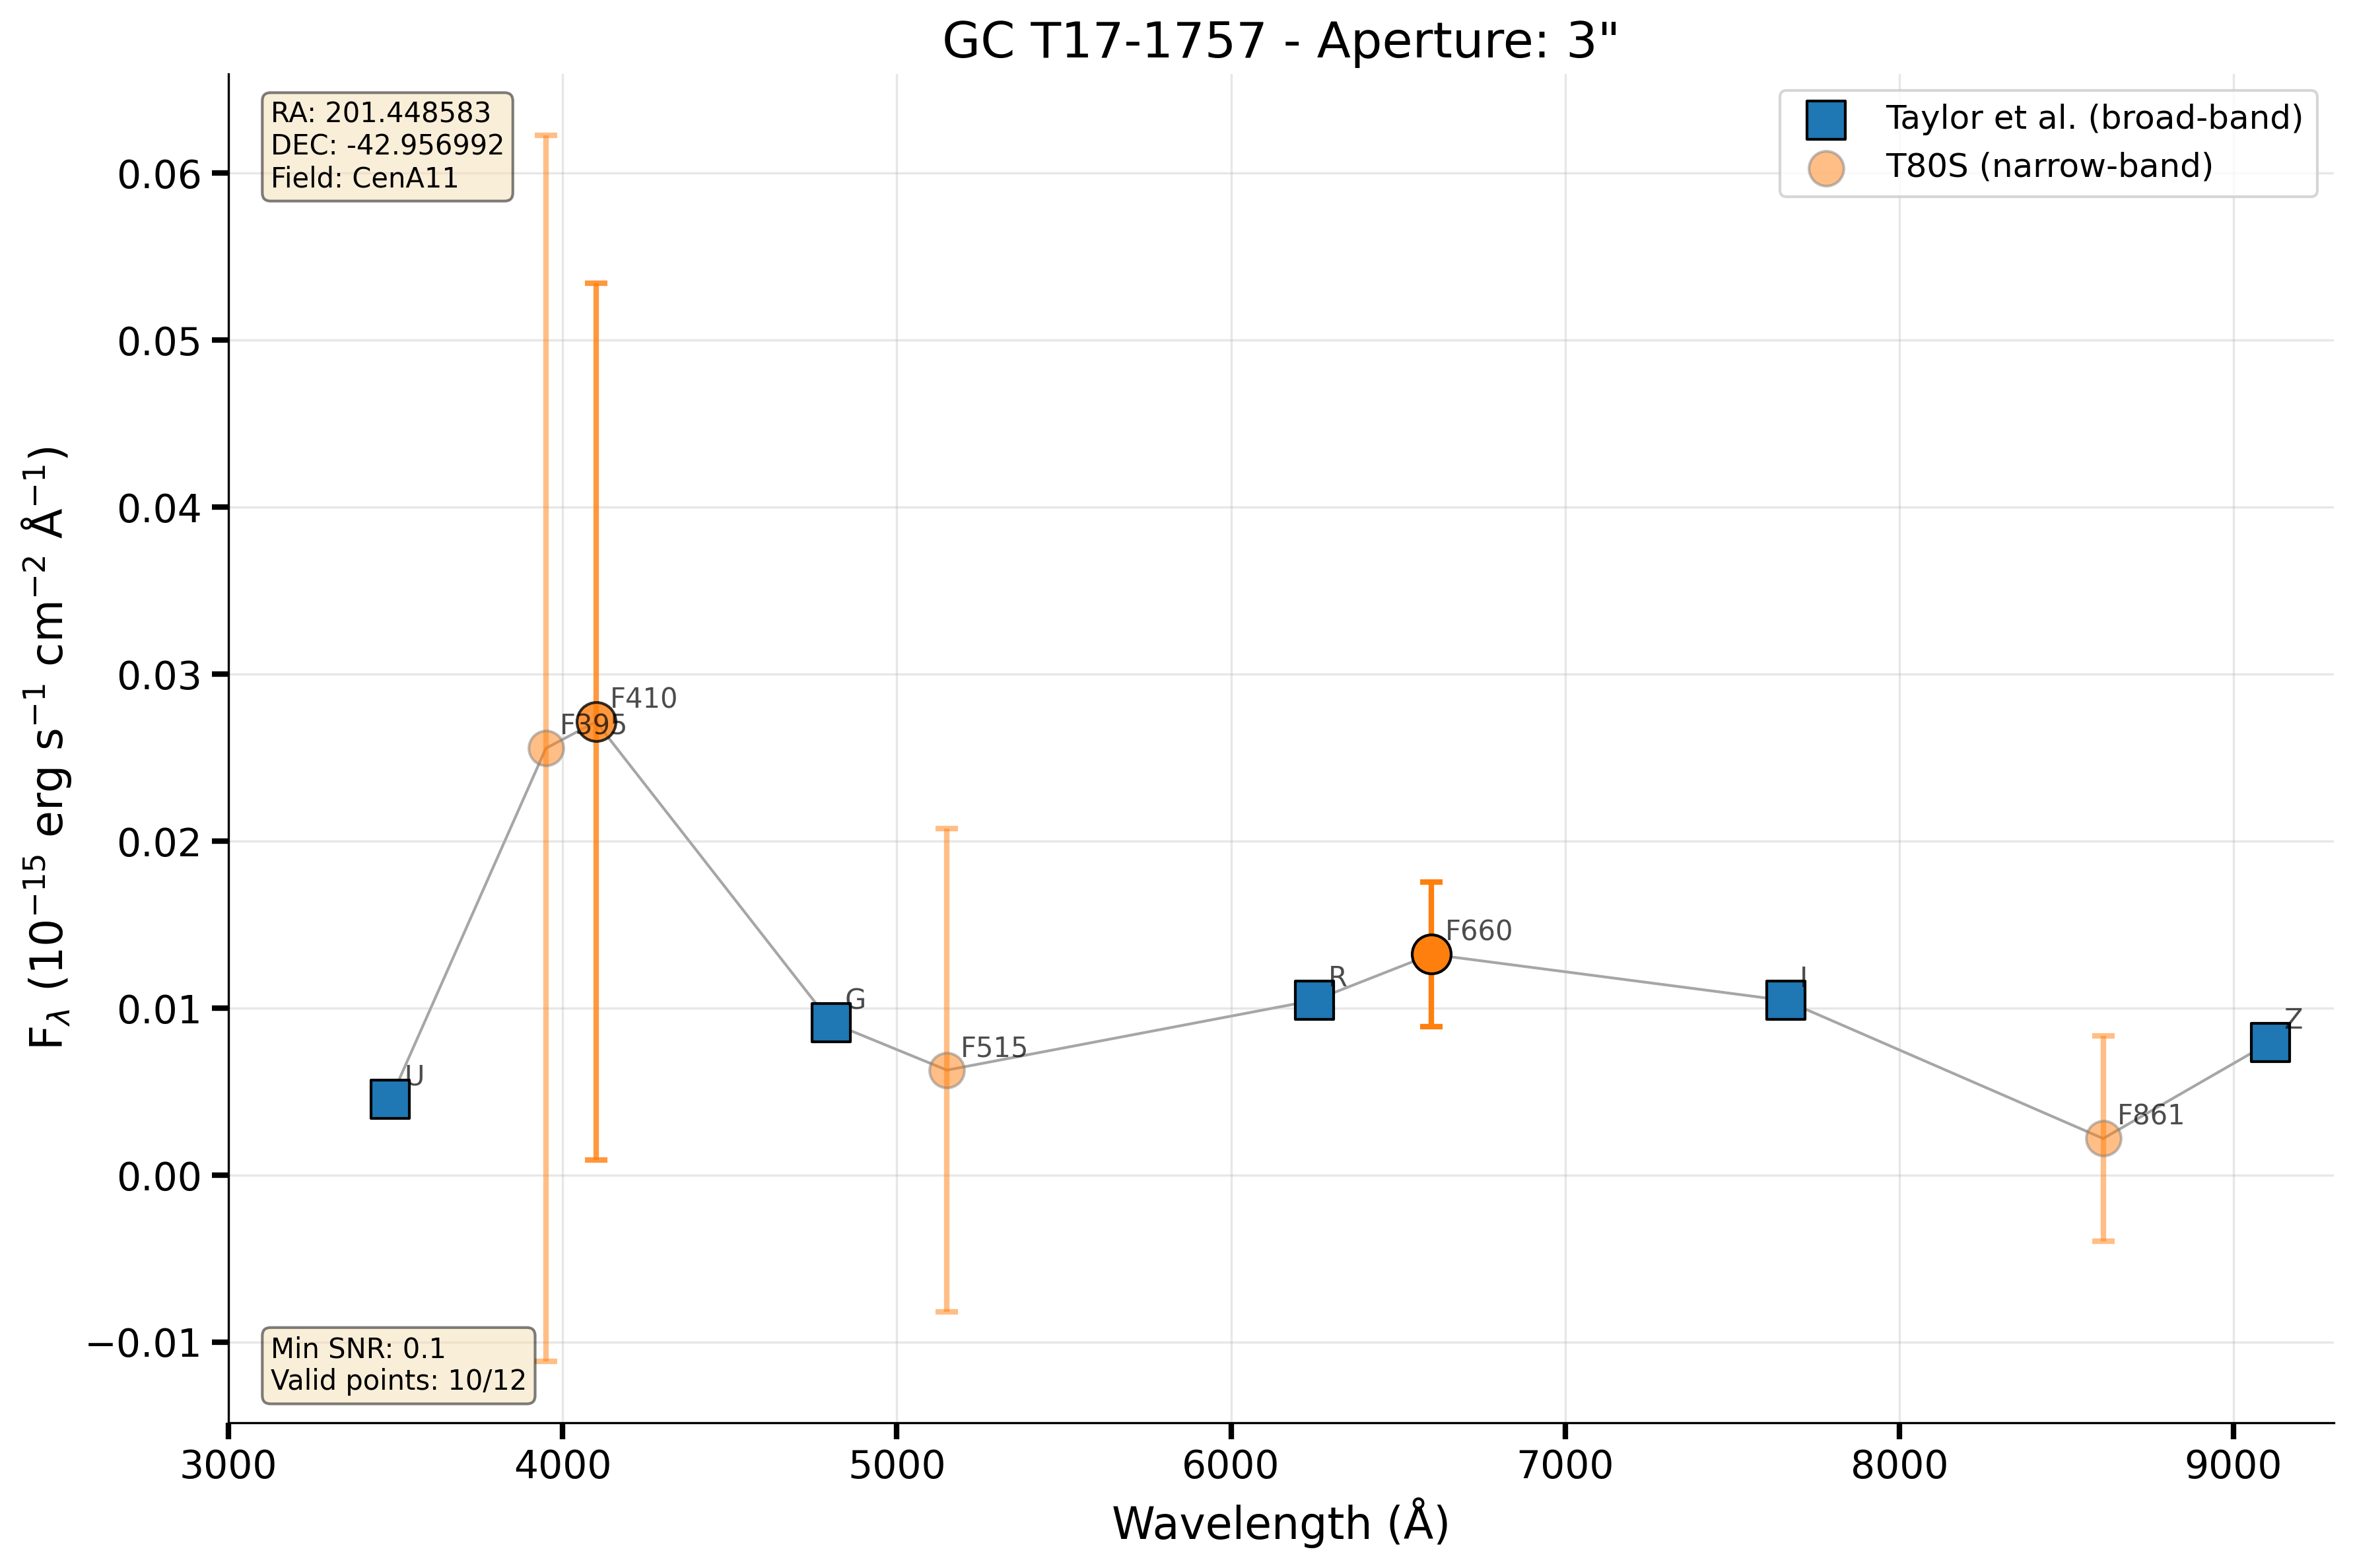 GC T17-1757 - Aperture: 3"
RA: 201.448583
DEC: -42.956992
Field: CenA11
Taylor et al. (broad-band)
T80S (narrow-band)
0.06
0.05
0.04
0.03
0.02
0.01
0.00
−0.01
F_λ (10⁻¹⁵ erg s⁻¹ cm⁻² Å⁻¹)
U
F395
F410
G
F515
R
F660
I
F861
Z
Min SNR: 0.1
Valid points: 10/12
3000 4000 5000 6000 7000 8000 9000
Wavelength (Å)